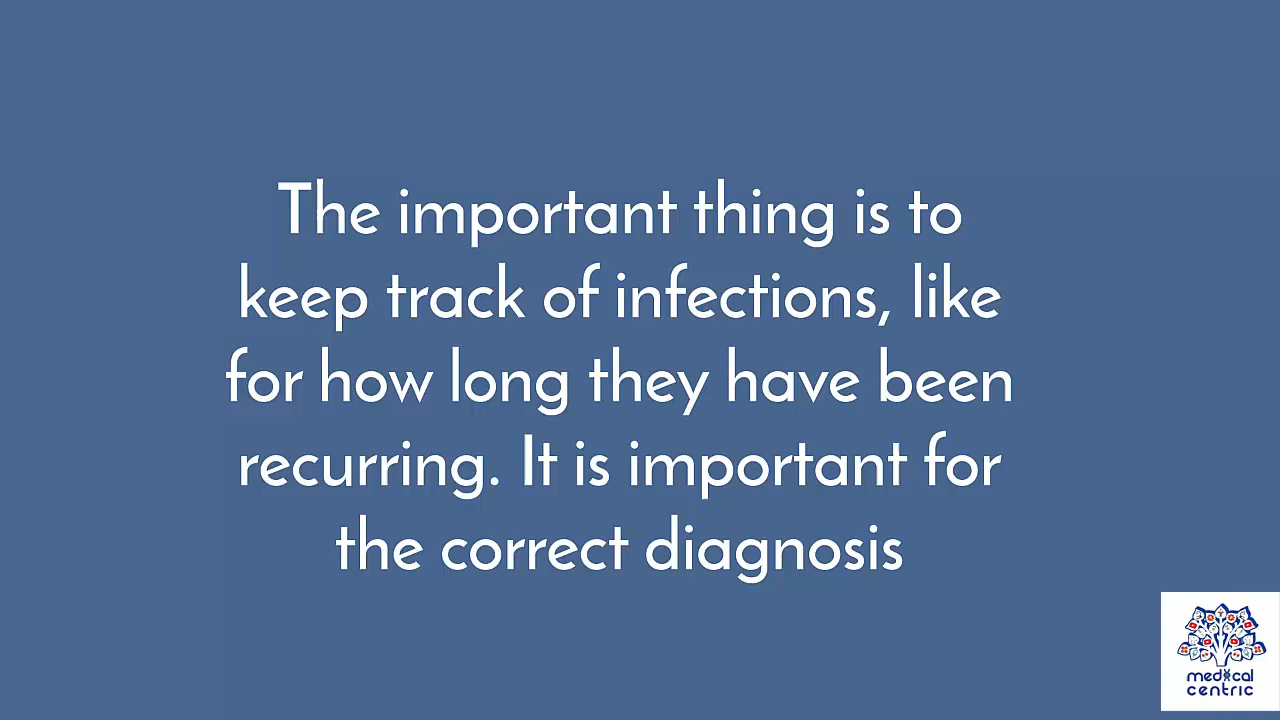 The important thing is to
keep track of infections, like
for how long they have been
recurring. It is important for
the correct diagnosis
medical
centric